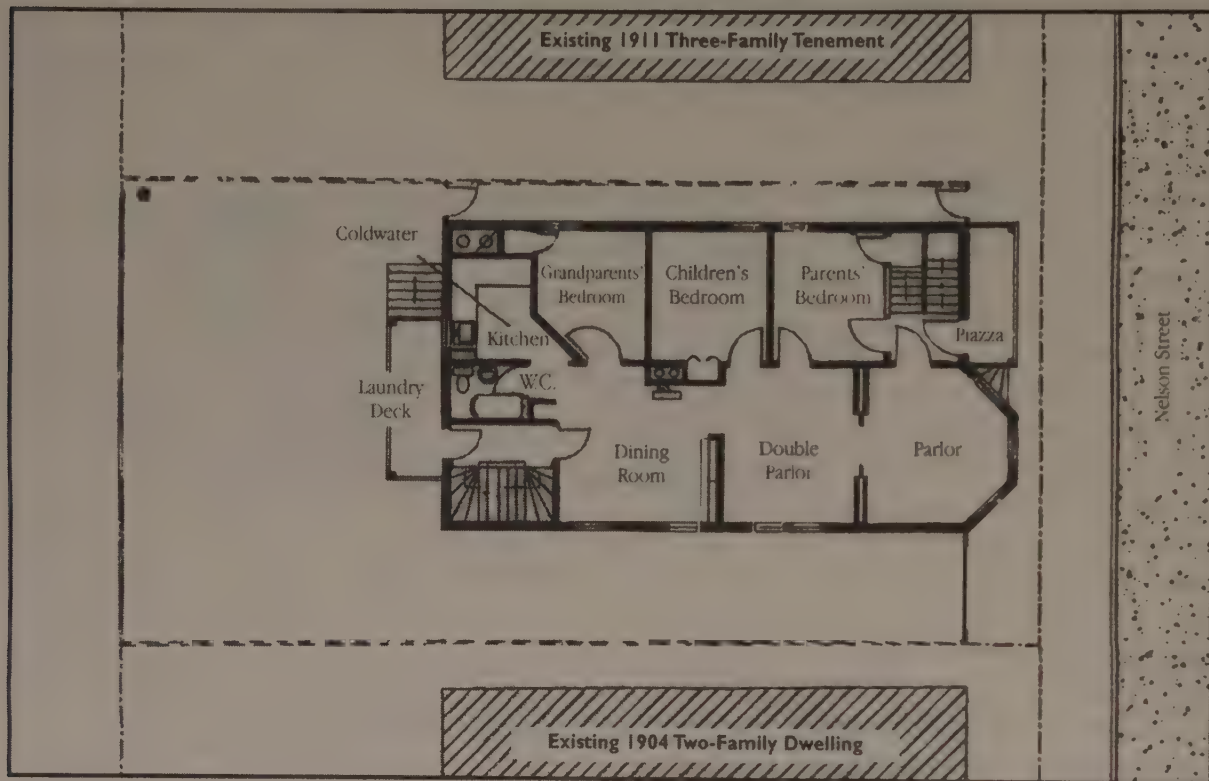 Existing 1911 Three-Family Tenement
Coldwater
Grandparents'
Bedroom
Children's
Bedroom
Parents'
Bedroom
Kitchen
Piazza
W.C.
Laundry
Deck
Dining
Room
Double
Parlor
Parlor
Nelson Street
Existing 1904 Two-Family Dwelling